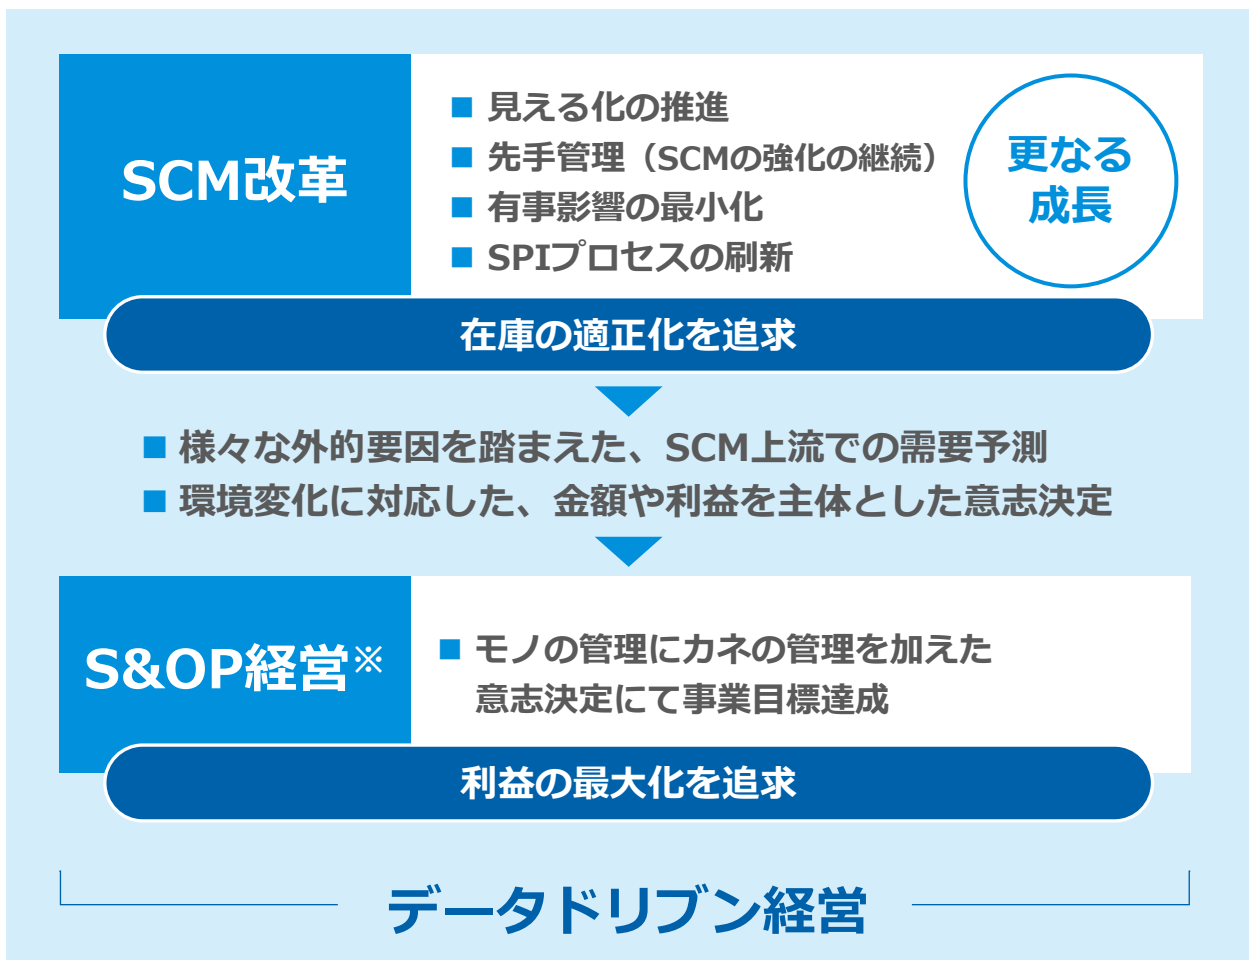 SCM改革
■ 見える化の推進
■ 先手管理（SCMの強化の継続）
■ 有事影響の最小化
■ SPIプロセスの刷新
更なる
成長
在庫の適正化を追求
■ 様々な外的要因を踏まえた、SCM上流での需要予測
■ 環境変化に対応した、金額や利益を主体とした意志決定
S&OP経営※
■ モノの管理にカネの管理を加えた
意志決定にて事業目標達成
利益の最大化を追求
データドリブン経営